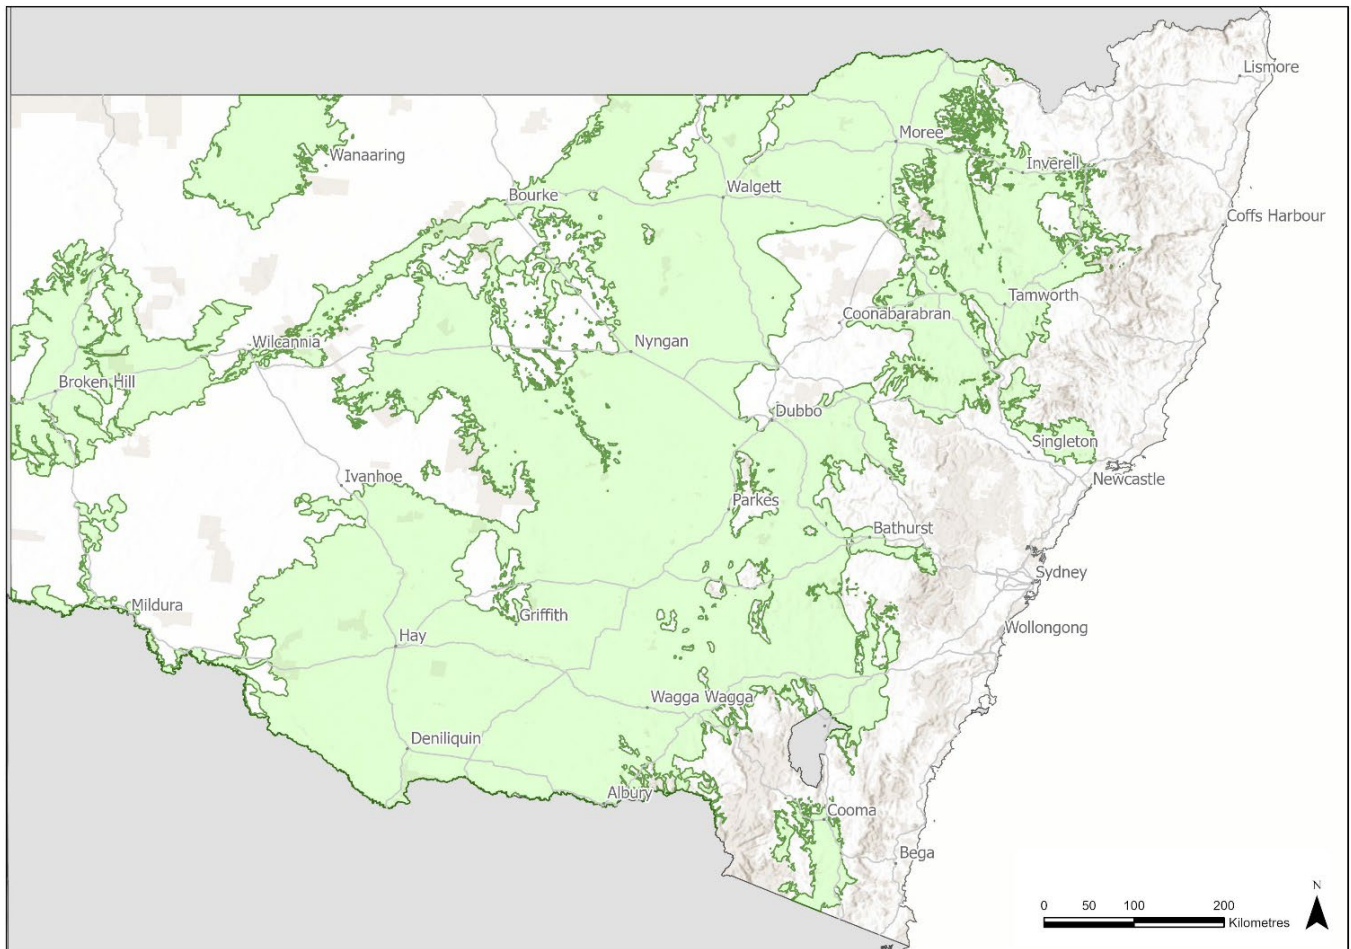 Lismore
Moree
Wanaaring
Inverell
Bourke
Walgett
Coffs Harbour
Tamworth
Coonabarabran
Wilcannia
Nyngan
Broken Hill
Dubbo
Singleton
Ivanhoe
Newcastle
Parkes
Bathurst
Sydney
Mildura
Griffith
Wollongong
Hay
Wagga Wagga
Deniliquin
Albury
Cooma
Bega
N
0 50 100 200
Kilometres